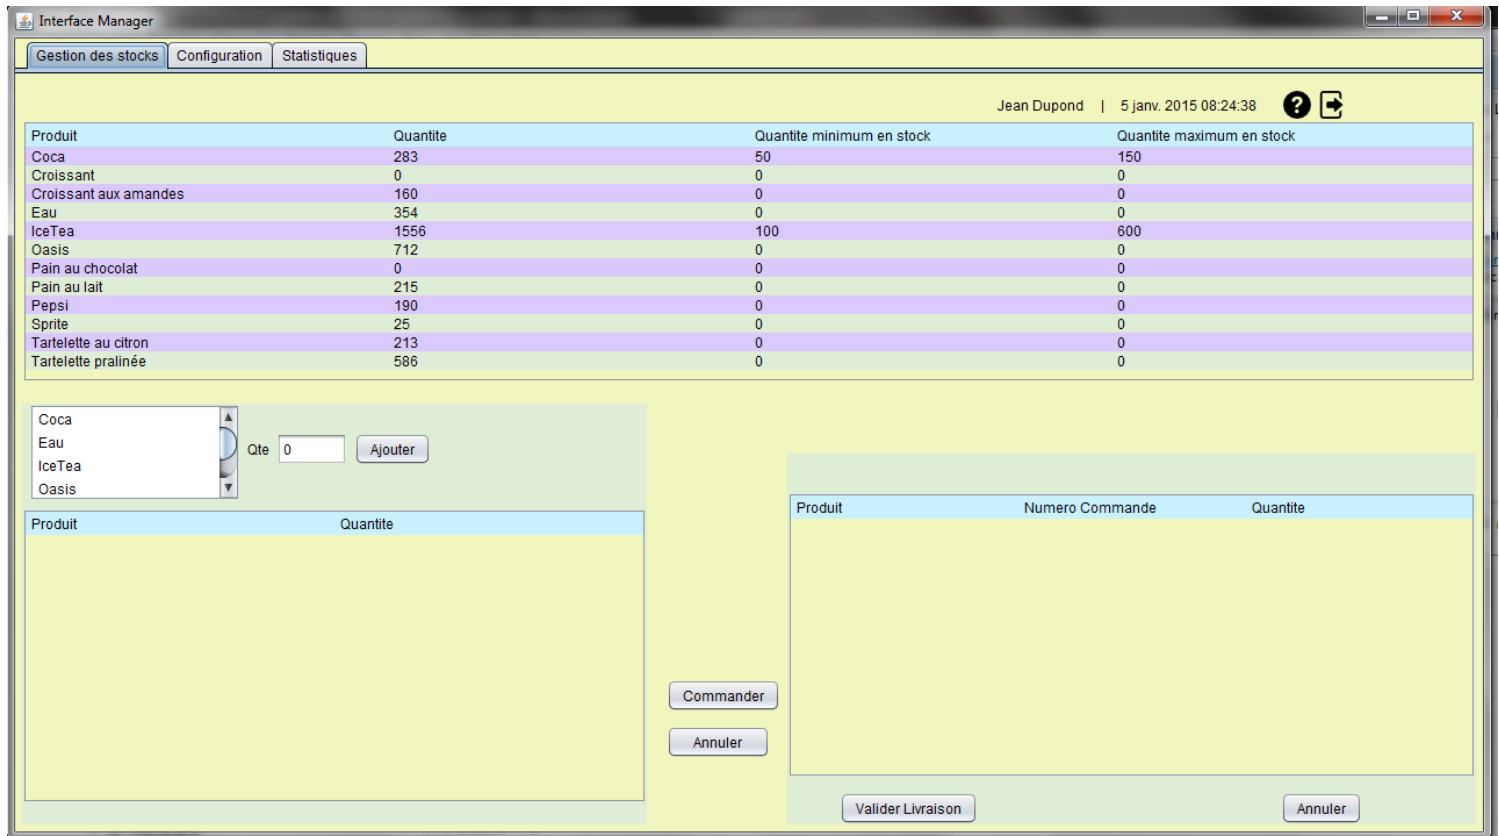 Interface Manager
Gestion des stocks Configuration Statistiques
Jean Dupond | 5 janv. 2015 08:24:38 ?
Produit Quantite Quantite minimum en stock Quantite maximum en stock
Coca 283 50 150
Croissant 0 0 0
Croissant aux amandes 160 0 0
Eau 354 0 0
IceTea 1556 100 600
Oasis 712 0 0
Pain au chocolat 0 0 0
Pain au lait 215 0 0
Pepsi 190 0 0
Sprite 25 0 0
Tartelette au citron 213 0 0
Tartelette pralinée 586 0 0
Coca
Eau
IceTea
Oasis
Qte 0 Ajouter
Produit Quantite
Produit Numero Commande Quantite
Commander
Annuler
Valider Livraison Annuler